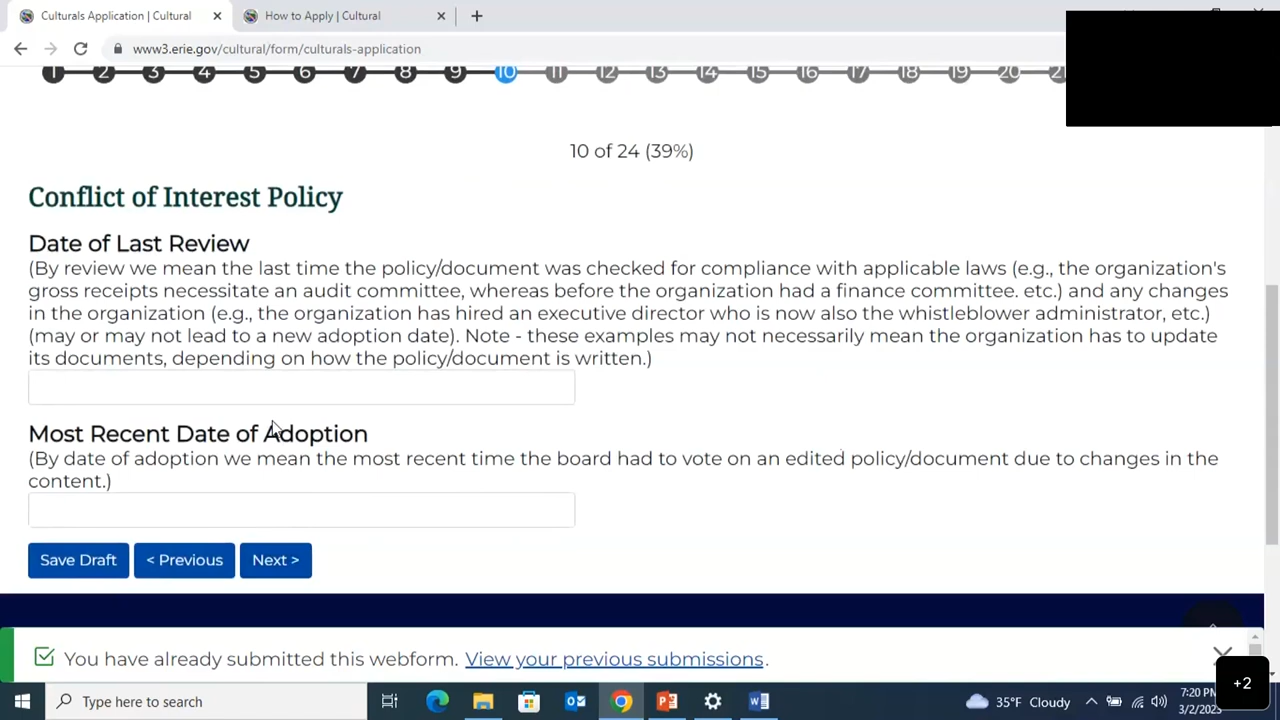 Culturals Application | Cultural
How to Apply | Cultural
www3.erie.gov/cultural/form/culturals-application
1 2 3 4 5 6 7 8 9 10 11 12 13 14 15 16 17 18 19 20
10 of 24 (39%)
Conflict of Interest Policy
Date of Last Review
(By review we mean the last time the policy/document was checked for compliance with applicable laws (e.g., the organization's
gross receipts necessitate an audit committee, whereas before the organization had a finance committee. etc.) and any changes
in the organization (e.g., the organization has hired an executive director who is now also the whistleblower administrator, etc.)
(may or may not lead to a new adoption date). Note - these examples may not necessarily mean the organization has to update
its documents, depending on how the policy/document is written.)
Most Recent Date of Adoption
(By date of adoption we mean the most recent time the board had to vote on an edited policy/document due to changes in the
content.)
Save Draft
< Previous
Next >
You have already submitted this webform. View your previous submissions.
+2
Type here to search
35°F Cloudy
7:20 PM